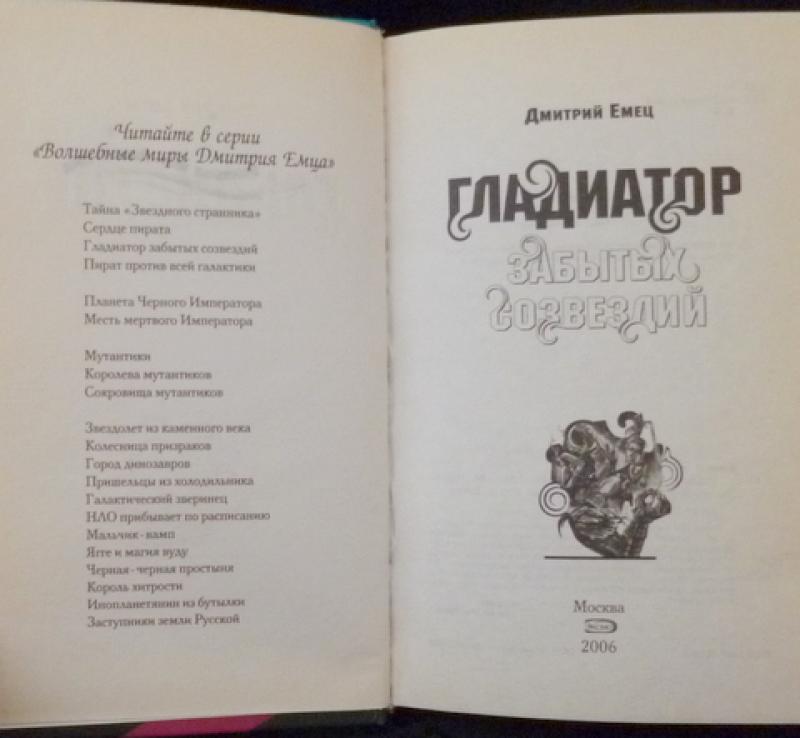 Читайте в серии
«Волшебные миры Дмитрия Емца»
Тайна «Звездного странника»
Сердце пирата
Гладиатор забытых созвездий
Пират против всей галактики
Планета Черного Императора
Месть мертвого Императора
Мутантики
Королева мутантиков
Сокровища мутантиков
Звездолет из каменного века
Колесница призраков
Город динозавров
Пришельцы из холодильника
Галактический зверинец
НЛО прибывает по расписанию
Мальчик-вамп
Ягге и магия вуду
Черная-черная простыня
Король хитрости
Инопланетянин из бутылки
Заступники земли Русской
Дмитрий Емец
ГЛАДИАТОР
ЗАБЫТЫХ
СОЗВЕЗДИЙ
Москва
ЭКСМО
2006